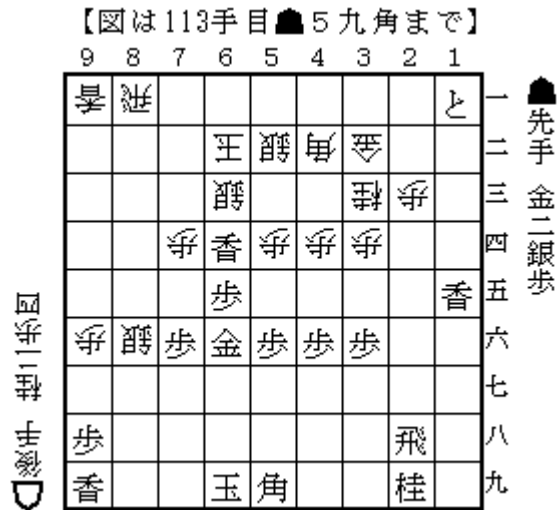 【図は113手目☗5九角まで】
9 8 7 6 5 4 3 2 1
香 飛 と 一
王 銀 角 金 二
銀 桂 歩 三
歩 香 歩 歩 歩 四
歩 香 五
歩 銀 歩 金 歩 歩 歩 六
七
歩 飛 八
香 玉 角 桂 九
☗先手 金二銀歩
☖後手 桂二歩四